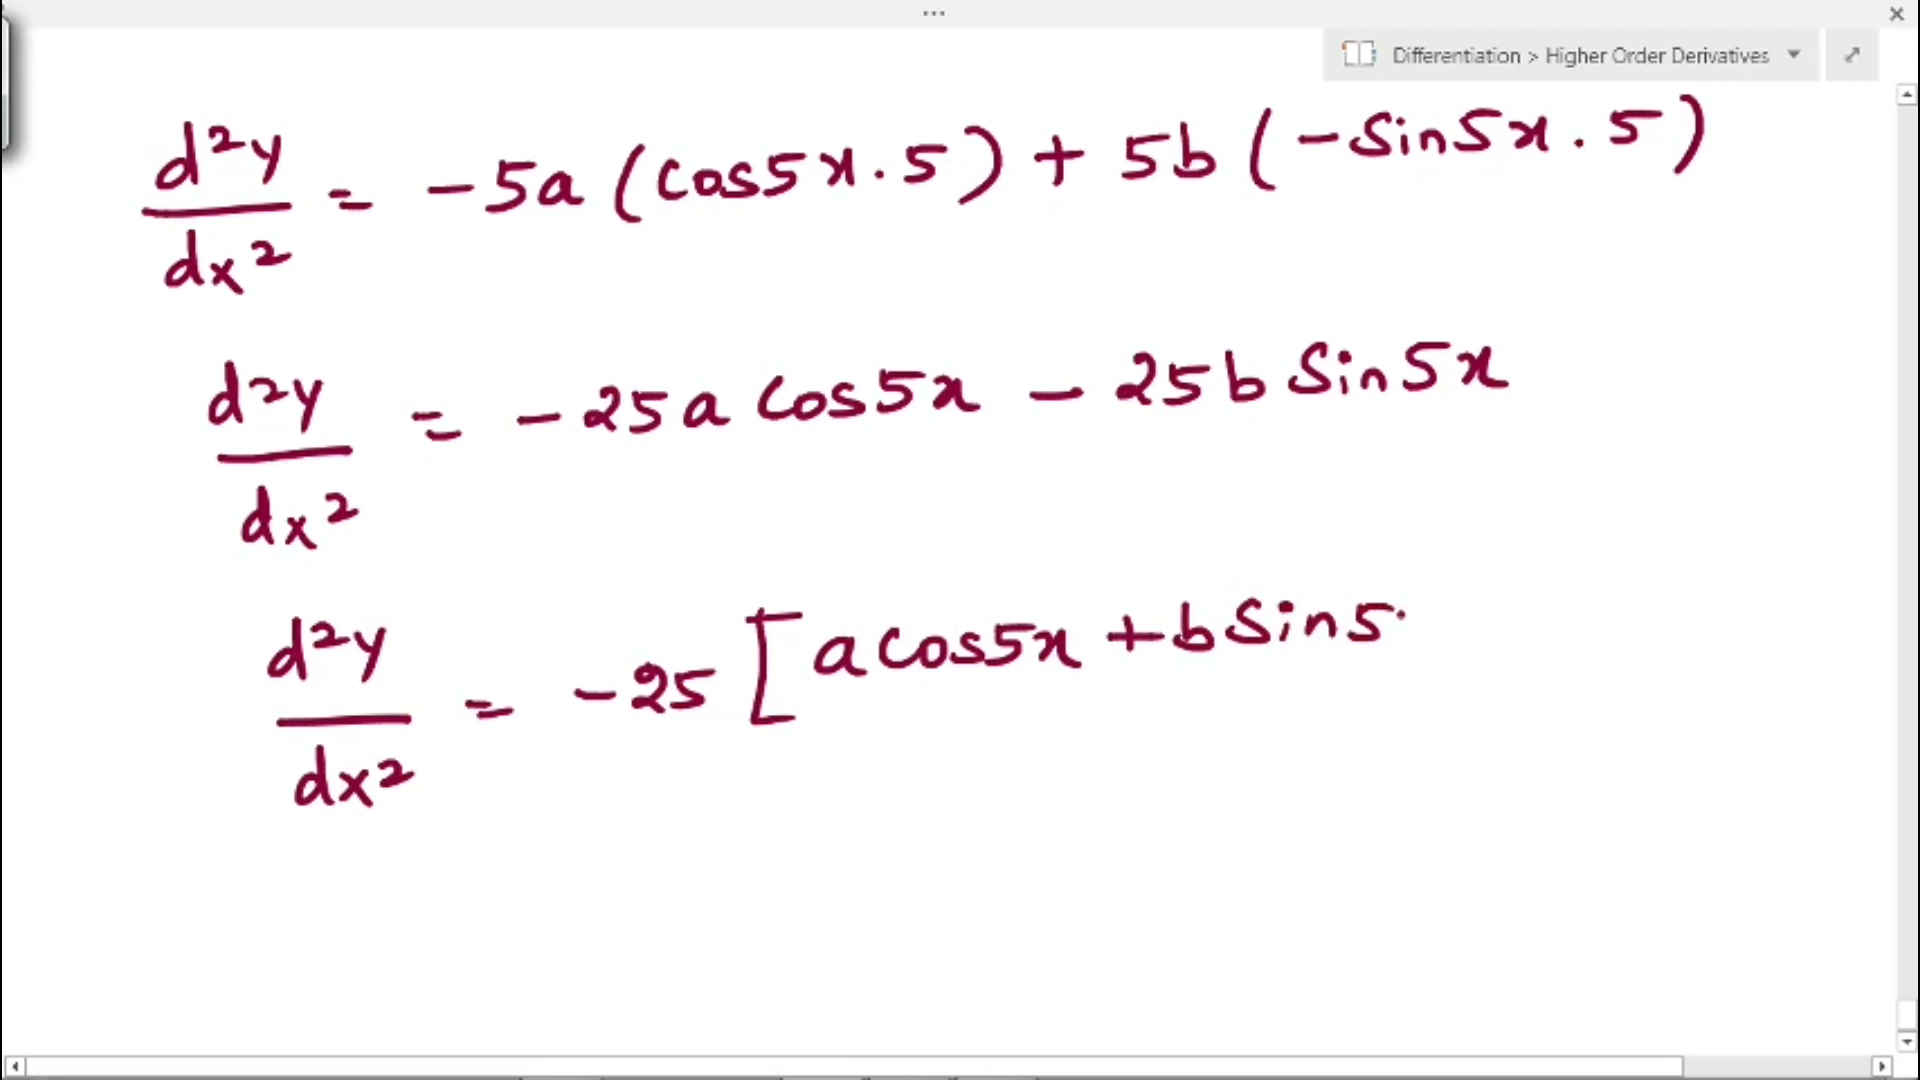 ...
Differentiation > Higher Order Derivatives
d²y/dx² = -5a (cos5x.5) + 5b (-Sin5x.5)
d²y/dx² = -25a Cos5x - 25b Sin5x
d²y/dx² = -25 [a Cos5x + b Sin5